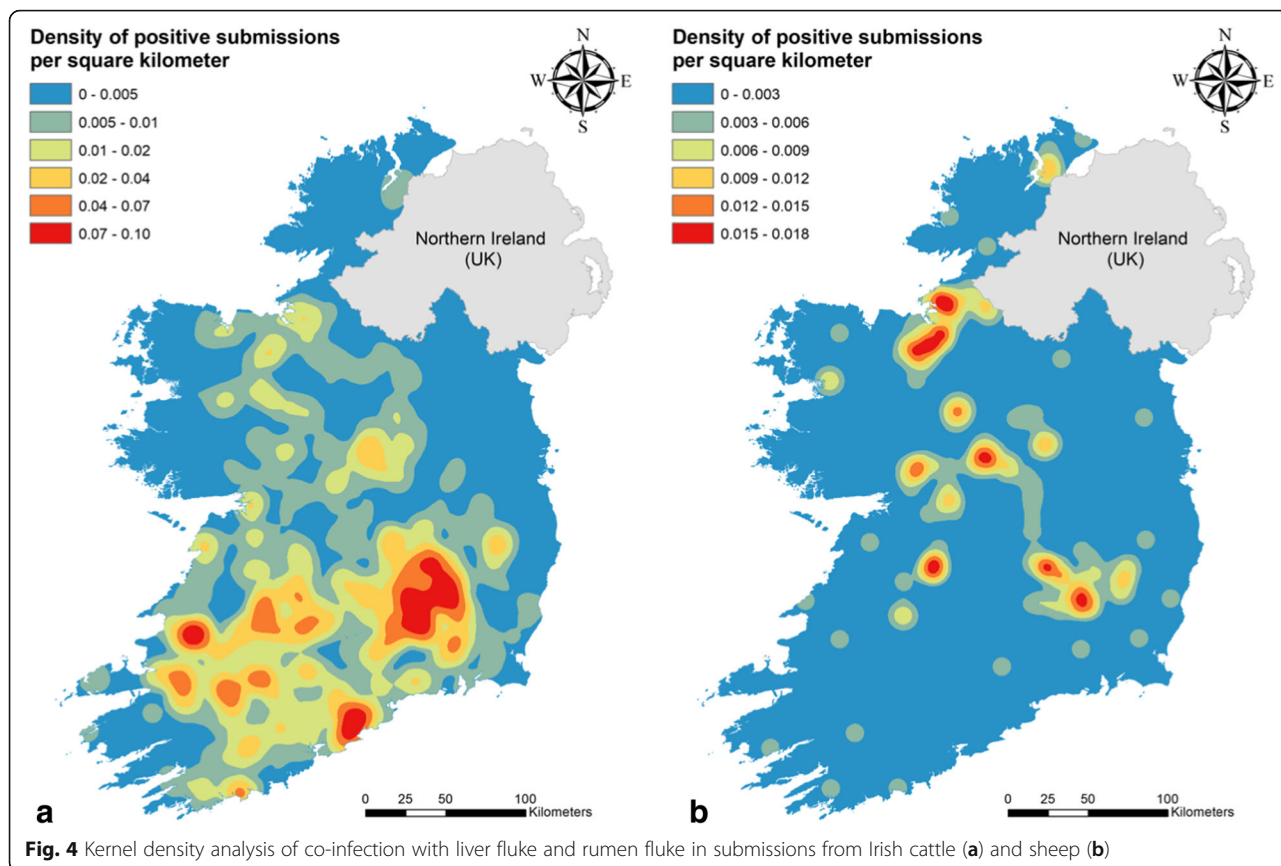 Density of positive submissions
per square kilometer
0 - 0.005
0.005 - 0.01
0.01 - 0.02
0.02 - 0.04
0.04 - 0.07
0.07 - 0.10
N
W E
S
Northern Ireland
(UK)
0 25 50 100
Kilometers
a
Density of positive submissions
per square kilometer
0 - 0.003
0.003 - 0.006
0.006 - 0.009
0.009 - 0.012
0.012 - 0.015
0.015 - 0.018
N
W E
S
Northern Ireland
(UK)
0 25 50 100
Kilometers
b
Fig. 4 Kernel density analysis of co-infection with liver fluke and rumen fluke in submissions from Irish cattle (a) and sheep (b)